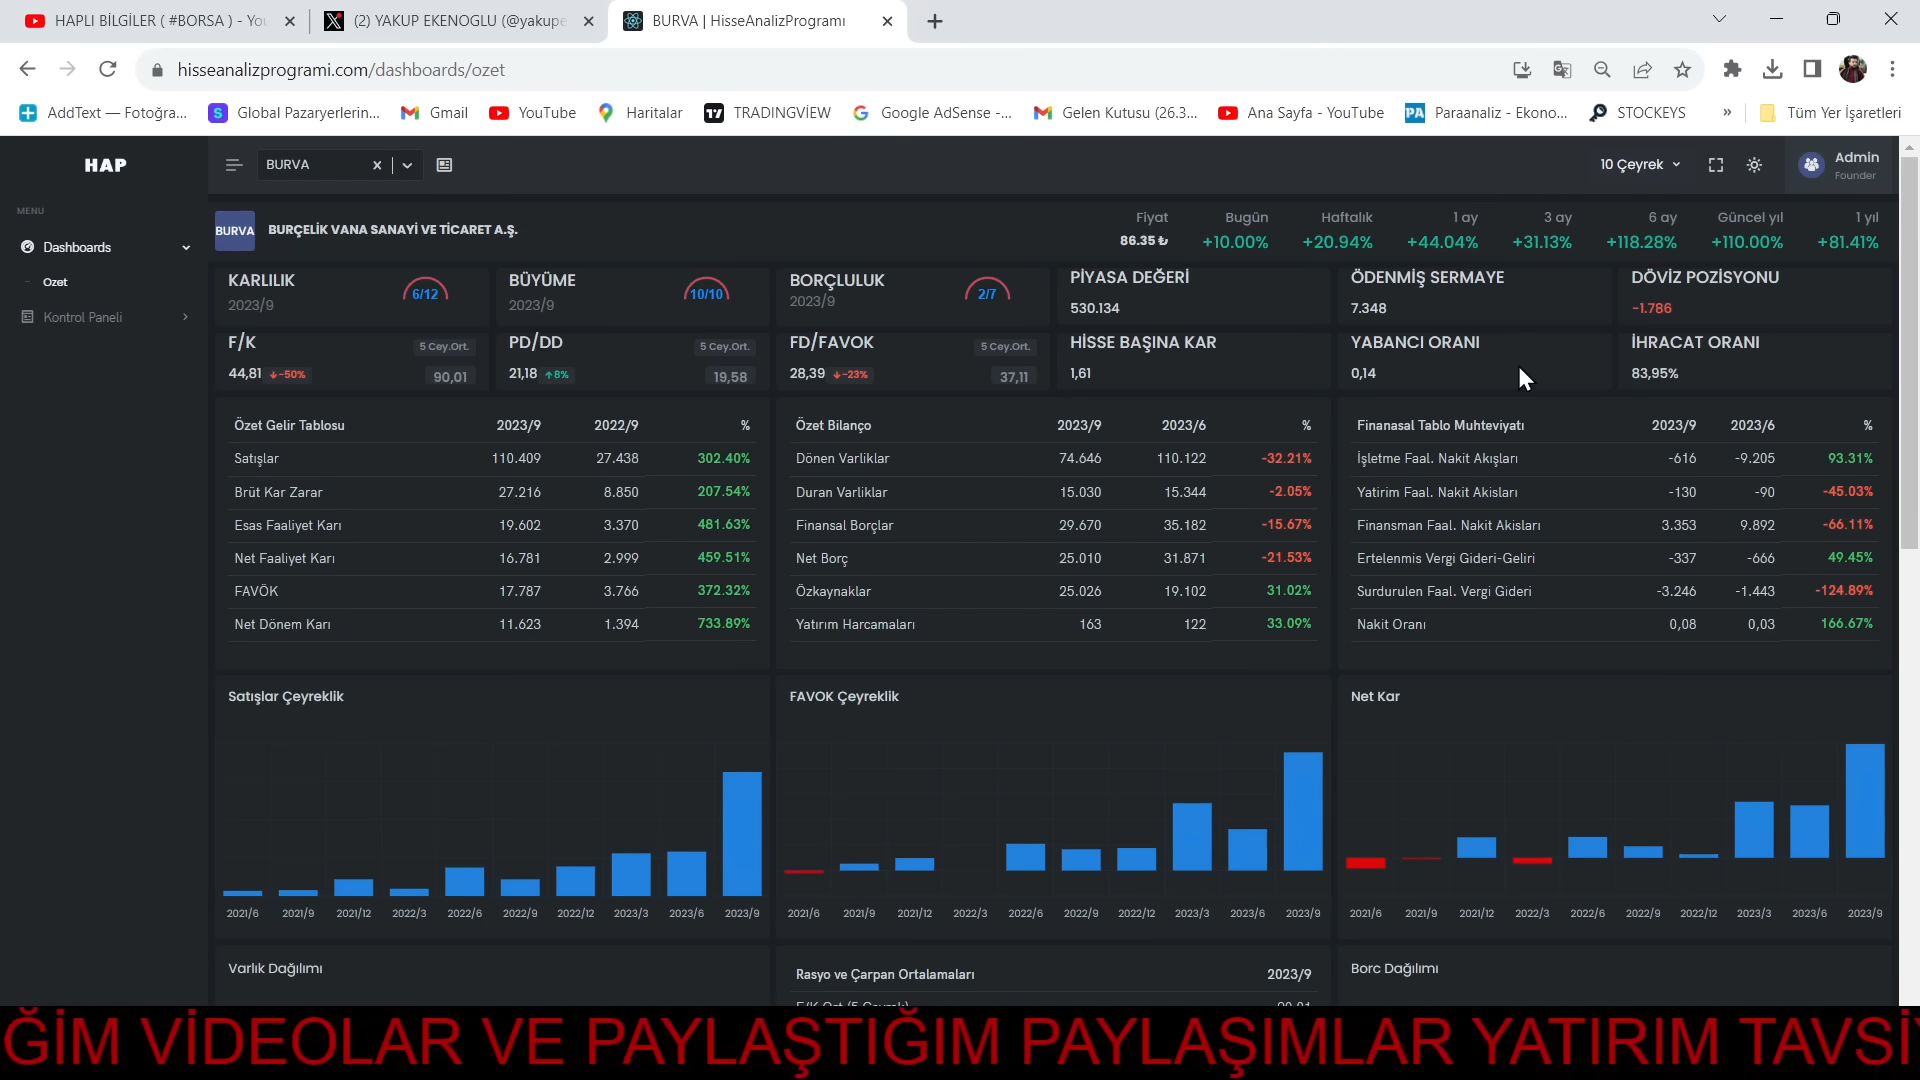 HAPLI BİLGİLER ( #BORSA ) - You
(2) YAKUP EKENOGLU (@yakupe
BURVA | HisseAnalizProgramı
hisseanalizprogrami.com/dashboards/ozet
AddText — Fotoğra...
Global Pazaryerlerin...
Gmail
YouTube
Haritalar
TRADINGVİEW
Google AdSense -...
Gelen Kutusu (26.3...
Ana Sayfa - YouTube
Paraanaliz - Ekono...
STOCKEYS
»
Tüm Yer İşaretleri
HAP
BURVA
10 Çeyrek
Admin
Founder
MENU
Dashboards
Ozet
Kontrol Paneli
BURVA
BURÇELİK VANA SANAYİ VE TİCARET A.Ş.
Fiyat Bugün Haftalık 1 ay 3 ay 6 ay Güncel yıl 1 yıl
86.35 ₺ +10.00% +20.94% +44.04% +31.13% +118.28% +110.00% +81.41%
KARLILIK
2023/9
6/12
BÜYÜME
2023/9
10/10
BORÇLULUK
2023/9
2/7
PİYASA DEĞERİ
530.134
ÖDENMİŞ SERMAYE
7.348
DÖVİZ POZİSYONU
-1.786
F/K
5 Cey.Ort.
44,81 -50% 90,01
PD/DD
5 Cey.Ort.
21,18 8% 19,58
FD/FAVOK
5 Cey.Ort.
28,39 -23% 37,11
HİSSE BAŞINA KAR
1,61
YABANCI ORANI
0,14
İHRACAT ORANI
83,95%
Özet Gelir Tablosu 2023/9 2022/9 %
Satışlar 110.409 27.438 302.40%
Brüt Kar Zarar 27.216 8.850 207.54%
Esas Faaliyet Karı 19.602 3.370 481.63%
Net Faaliyet Karı 16.781 2.999 459.51%
FAVÖK 17.787 3.766 372.32%
Net Dönem Karı 11.623 1.394 733.89%
Özet Bilanço 2023/9 2023/6 %
Dönen Varliklar 74.646 110.122 -32.21%
Duran Varliklar 15.030 15.344 -2.05%
Finansal Borçlar 29.670 35.182 -15.67%
Net Borç 25.010 31.871 -21.53%
Özkaynaklar 25.026 19.102 31.02%
Yatırım Harcamaları 163 122 33.09%
Finanasal Tablo Muhteviyatı 2023/9 2023/6 %
İşletme Faal. Nakit Akışları -616 -9.205 93.31%
Yatirim Faal. Nakit Akisları -130 -90 -45.03%
Finansman Faal. Nakit Akisları 3.353 9.892 -66.11%
Ertelenmis Vergi Gideri-Geliri -337 -666 49.45%
Surdurulen Faal. Vergi Gideri -3.246 -1.443 -124.89%
Nakit Oranı 0,08 0,03 166.67%
Satışlar Çeyreklik
2021/6 2021/9 2021/12 2022/3 2022/6 2022/9 2022/12 2023/3 2023/6 2023/9
FAVOK Çeyreklik
2021/6 2021/9 2021/12 2022/3 2022/6 2022/9 2022/12 2023/3 2023/6 2023/9
Net Kar
2021/6 2021/9 2021/12 2022/3 2022/6 2022/9 2022/12 2023/3 2023/6 2023/9
Varlık Dağılımı
Rasyo ve Çarpan Ortalamaları 2023/9
F/K Ort (5 Çeyrek) 90,01
Borc Dağılımı
ĞİM VİDEOLAR VE PAYLAŞTIĞIM PAYLAŞIMLAR YATIRIM TAVSİY